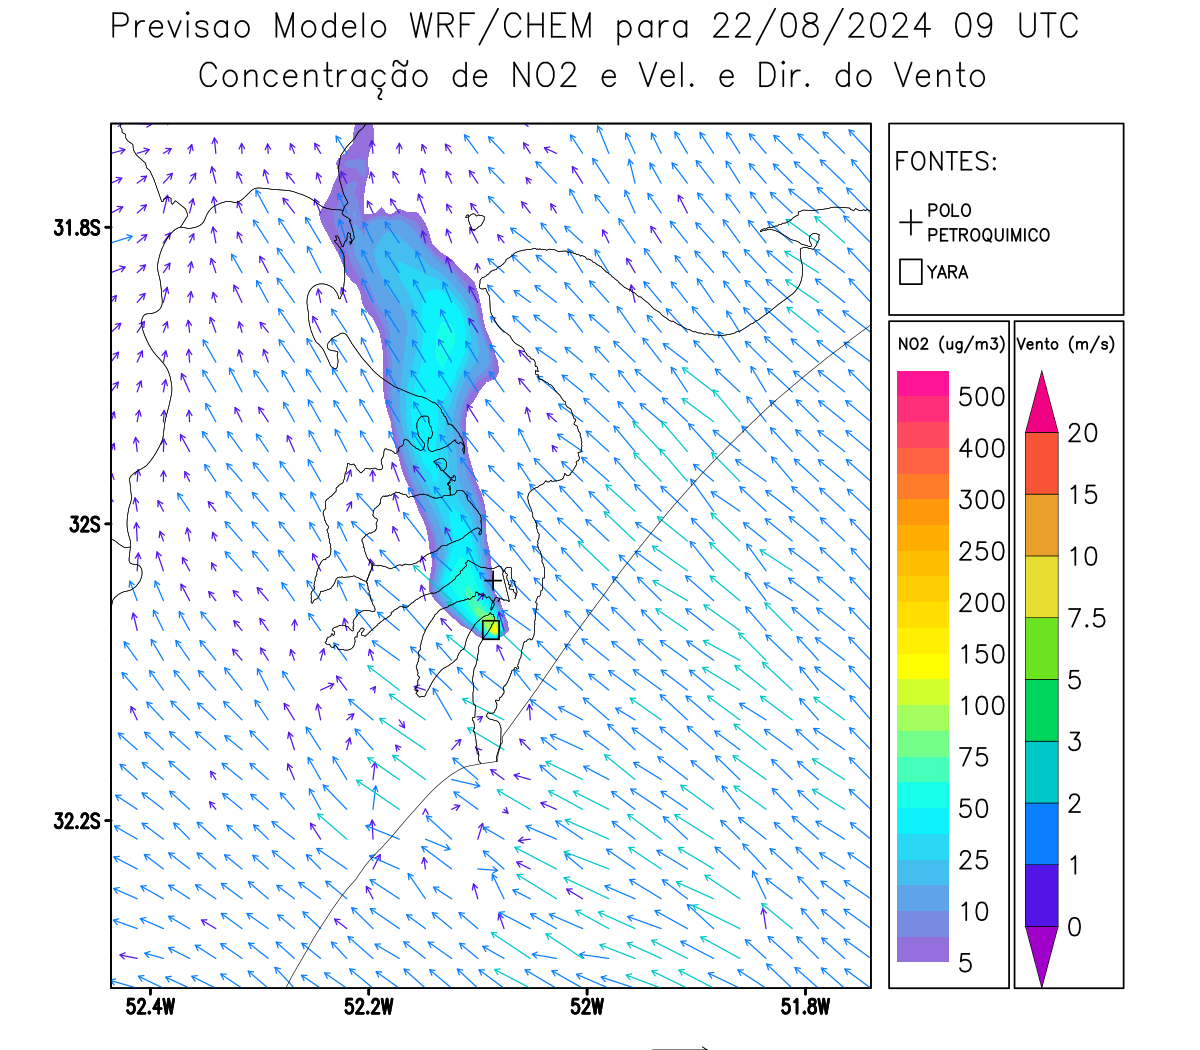 Previsao Modelo WRF/CHEM para 22/08/2024 09 UTC
Concentração de NO2 e Vel. e Dir. do Vento
FONTES:
POLO
PETROQUIMICO
YARA
NO2 (ug/m3)
500
400
300
250
200
150
100
75
50
25
10
5
Vento (m/s)
20
15
10
7.5
5
3
2
1
0
31.8S
32S
32.2S
52.4W
52.2W
52W
51.8W